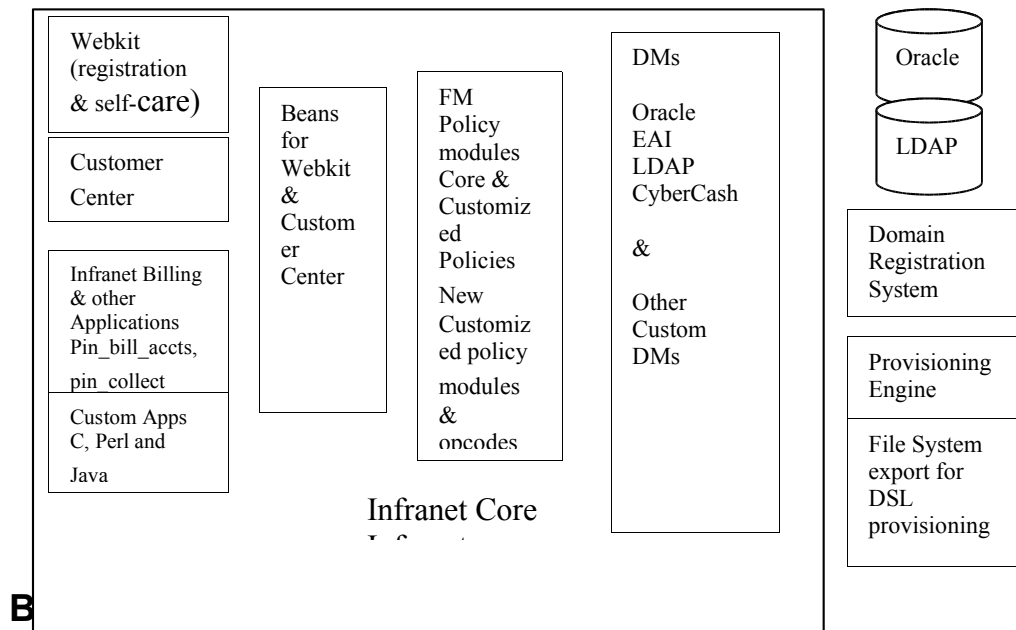 Webkit
(registration
& self-care)
Customer
Center
Infranet Billing
& other
Applications
Pin_bill_accts,
pin_collect
Custom Apps
C, Perl and
Java
Beans
for
Webkit
&
Custom
er
Center
FM
Policy
modules
Core &
Customiz
ed
Policies
New
Customiz
ed policy
modules
&
opcodes
DMs
Oracle
EAI
LDAP
CyberCash
&
Other
Custom
DMs
Infranet Core
Oracle
LDAP
Domain
Registration
System
Provisioning
Engine
File System
export for
DSL
provisioning
B